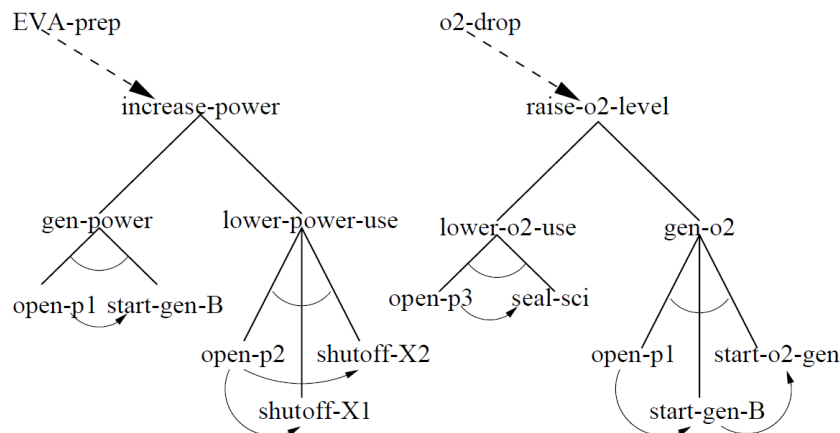 EVA-prep o2-drop
increase-power raise-o2-level
gen-power lower-power-use lower-o2-use gen-o2
open-p1 start-gen-B open-p3 seal-sci
open-p2 shutoff-X2 open-p1 start-o2-gen
shutoff-X1 start-gen-B